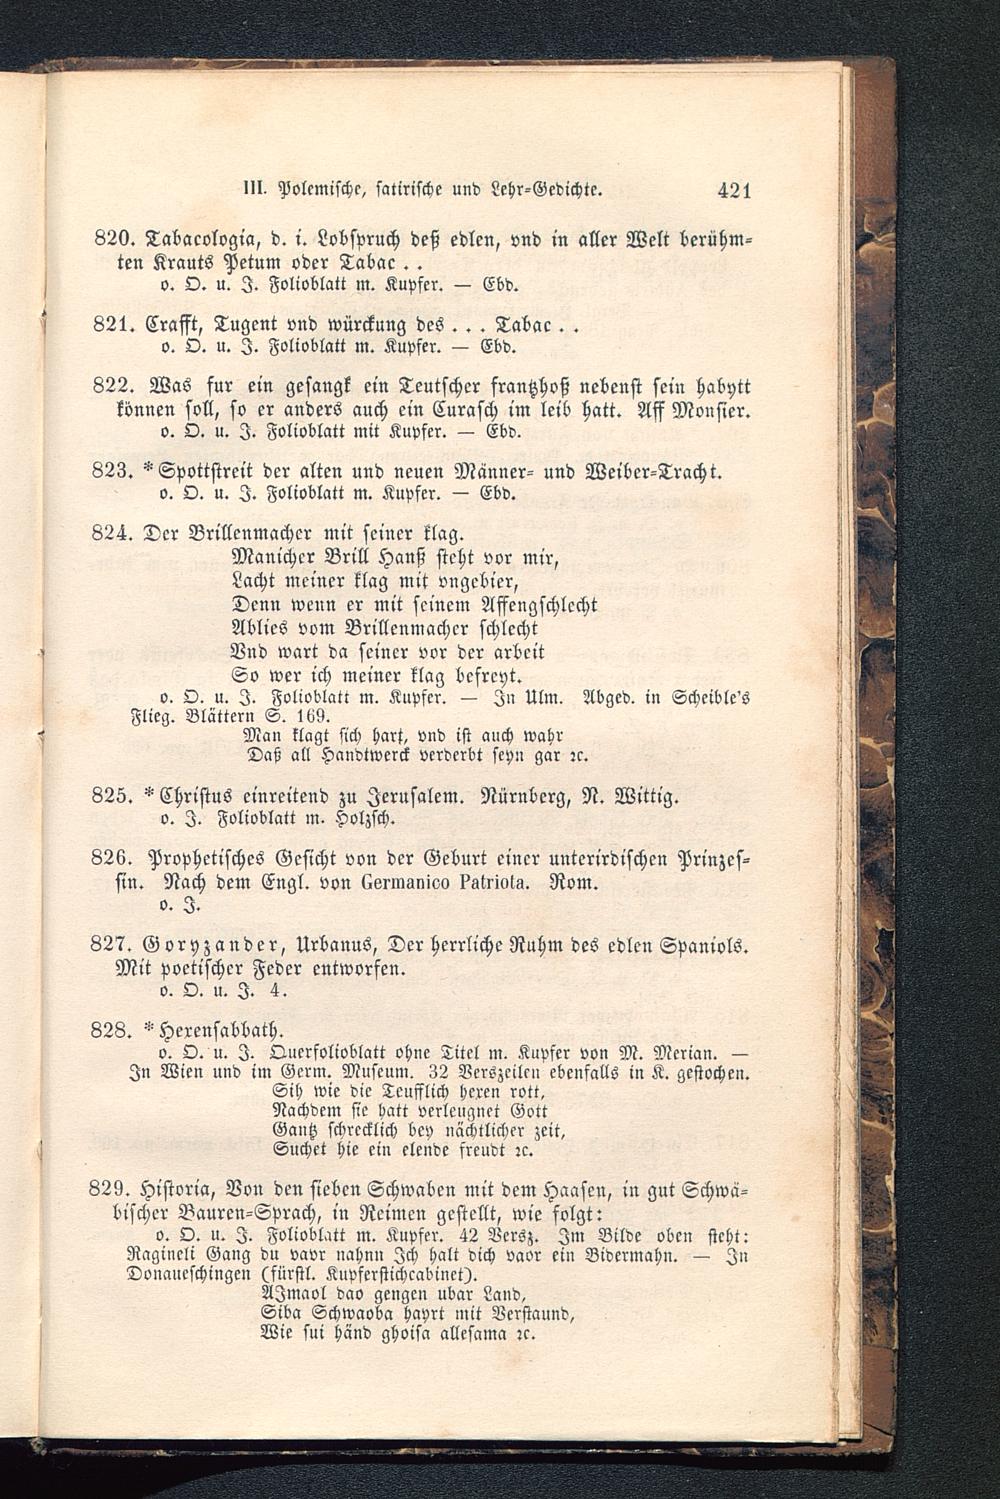 III. Polemische, satirische und Lehr-Gedichte. 421
820. Tabacologia, d. i. Lobspruch deß edlen, vnd in aller Welt berühm-
ten Krauts Petum oder Tabac . .
o. O. u. J. Folioblatt m. Kupfer. — Ebd.
821. Crafft, Tugent vnd würckung des . . . Tabac . .
o. O. u. J. Folioblatt m. Kupfer. — Ebd.
822. Was fur ein gesangk ein Teutscher frantzhoß nebenst sein habytt
können soll, so er anders auch ein Curasch im leib hatt. Aff Monsier.
o. O. u. J. Folioblatt mit Kupfer. — Ebd.
823. * Spottstreit der alten und neuen Männer- und Weiber-Tracht.
o. O. u. J. Folioblatt m. Kupfer. — Ebd.
824. Der Brillenmacher mit seiner klag.
Manicher Brill Hanß steht vor mir,
Lacht meiner klag mit vngebier,
Denn wenn er mit seinem Affengschlecht
Ablies vom Brillenmacher schlecht
Vnd wart da seiner vor der arbeit
So wer ich meiner klag befreyt.
o. O. u. J. Folioblatt m. Kupfer. — In Ulm. Abged. in Scheible's
Flieg. Blättern S. 169.
Man klagt sich hart, vnd ist auch wahr
Daß all Handtwerck verderbt seyn gar ꝛc.
825. * Christus einreitend zu Jerusalem. Nürnberg, N. Wittig.
o. J. Folioblatt m. Holzsch.
826. Prophetisches Gesicht von der Geburt einer unterirdischen Prinzes-
sin. Nach dem Engl. von Germanico Patriota. Rom.
o. J.
827. Goryzander, Urbanus, Der herrliche Ruhm des edlen Spaniols.
Mit poetischer Feder entworfen.
o. O. u. J. 4.
828. * Hexensabbath.
o. O. u. J. Querfolioblatt ohne Titel m. Kupfer von M. Merian. —
In Wien und im Germ. Museum. 32 Verszeilen ebenfalls in K. gestochen.
Sih wie die Teufflich hexen rott,
Nachdem sie hatt verleugnet Gott
Gantz schrecklich bey nächtlicher zeit,
Suchet hie ein elende freudt ꝛc.
829. Historia, Von den sieben Schwaben mit dem Haasen, in gut Schwä-
bischer Bauren-Sprach, in Reimen gestellt, wie folgt:
o. O. u. J. Folioblatt m. Kupfer. 42 Versz. Im Bilde oben steht:
Ragineli Gang du vavr nahnn Ich halt dich vaor ein Bidermahn. — In
Donaueschingen (fürstl. Kupferstichcabinet).
AJmaol dao gengen ubar Land,
Siba Schwaoba hayrt mit Verstaund,
Wie sui händ ghoisa allesama ꝛc.